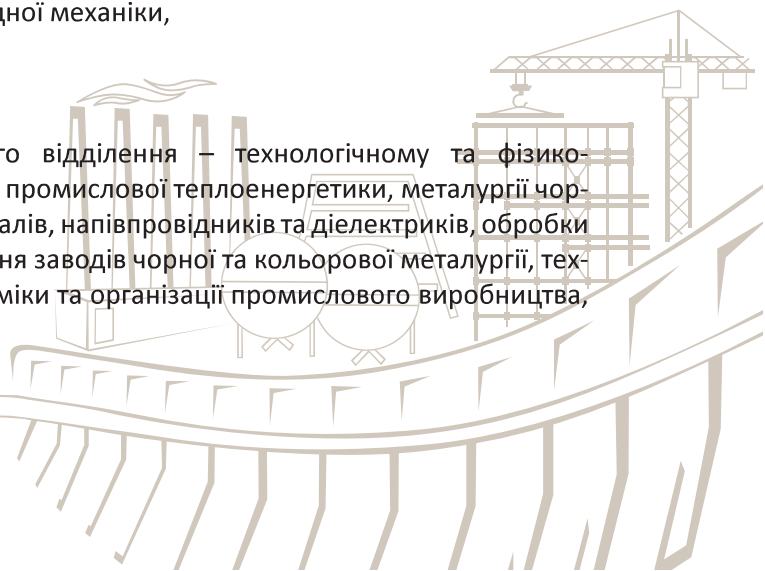 дної механіки,
го відділення – технологічному та фізико-
промислової теплоенергетики, металургії чор-
алів, напівпровідників та діелектриків, обробки
ня заводів чорної та кольорової металургії, тех-
міки та організації промислового виробництва,